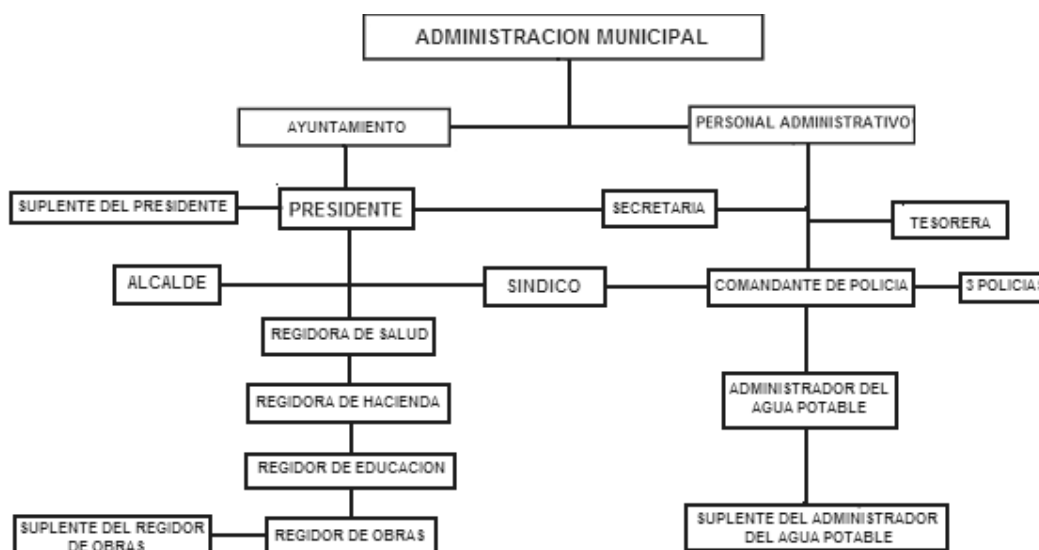 ADMINISTRACION MUNICIPAL
AYUNTAMIENTO
PERSONAL ADMINISTRATIVO
SUPLENTE DEL PRESIDENTE
PRESIDENTE
SECRETARIA
TESORERA
ALCALDE
SINDICO
COMANDANTE DE POLICIA
3 POLICIAS
REGIDORA DE SALUD
REGIDORA DE HACIENDA
ADMINISTRADOR DEL
AGUA POTABLE
REGIDOR DE EDUCACION
SUPLENTE DEL REGIDOR
DE OBRAS
REGIDOR DE OBRAS
SUPLENTE DEL ADMINISTRADOR
DEL AGUA POTABLE